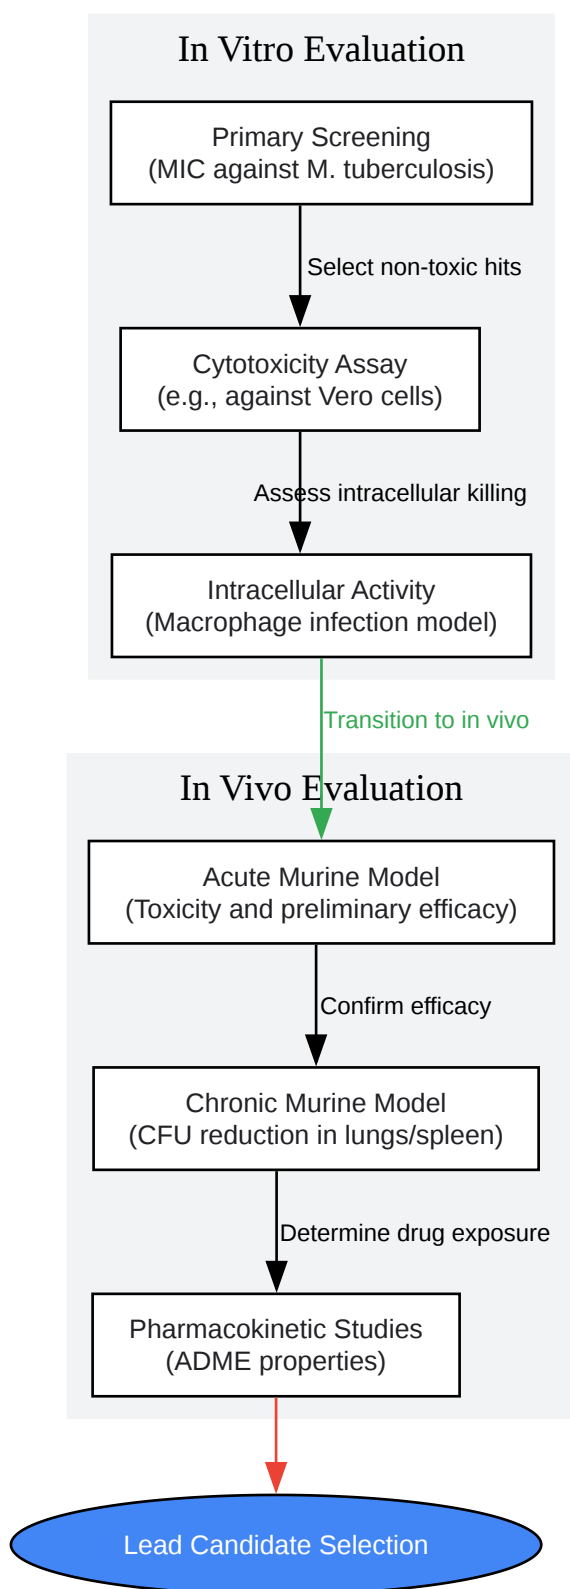 In Vitro Evaluation
Primary Screening
(MIC against M. tuberculosis)
Select non-toxic hits
Cytotoxicity Assay
(e.g., against Vero cells)
Assess intracellular killing
Intracellular Activity
(Macrophage infection model)
Transition to in vivo
In Vivo Evaluation
Acute Murine Model
(Toxicity and preliminary efficacy)
Confirm efficacy
Chronic Murine Model
(CFU reduction in lungs/spleen)
Determine drug exposure
Pharmacokinetic Studies
(ADME properties)
Lead Candidate Selection